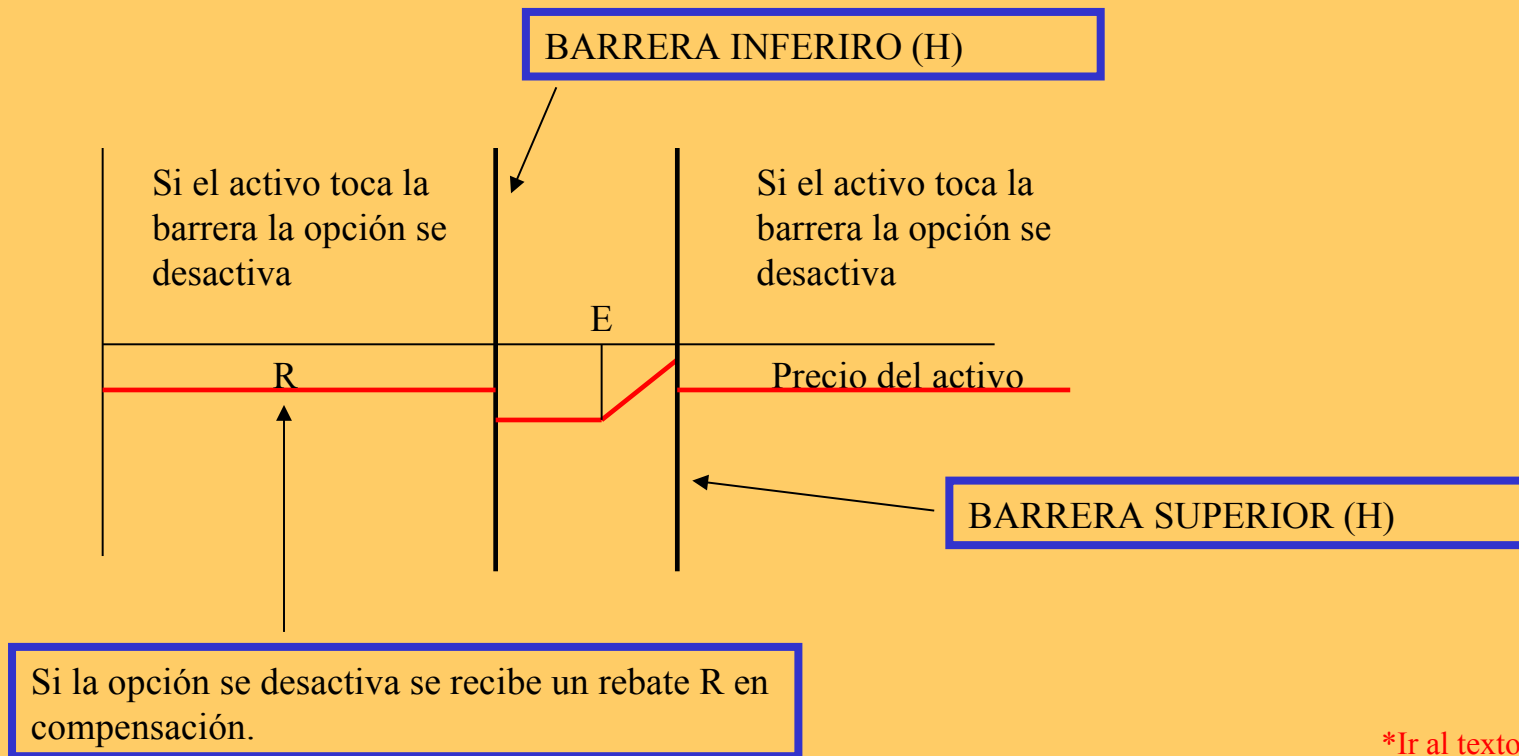 BARRERA INFERIRO (H)
Si el activo toca la
barrera la opción se
desactiva
Si el activo toca la
barrera la opción se
desactiva
E
R
Precio del activo
BARRERA SUPERIOR (H)
Si la opción se desactiva se recibe un rebate R en
compensación.
*Ir al texto